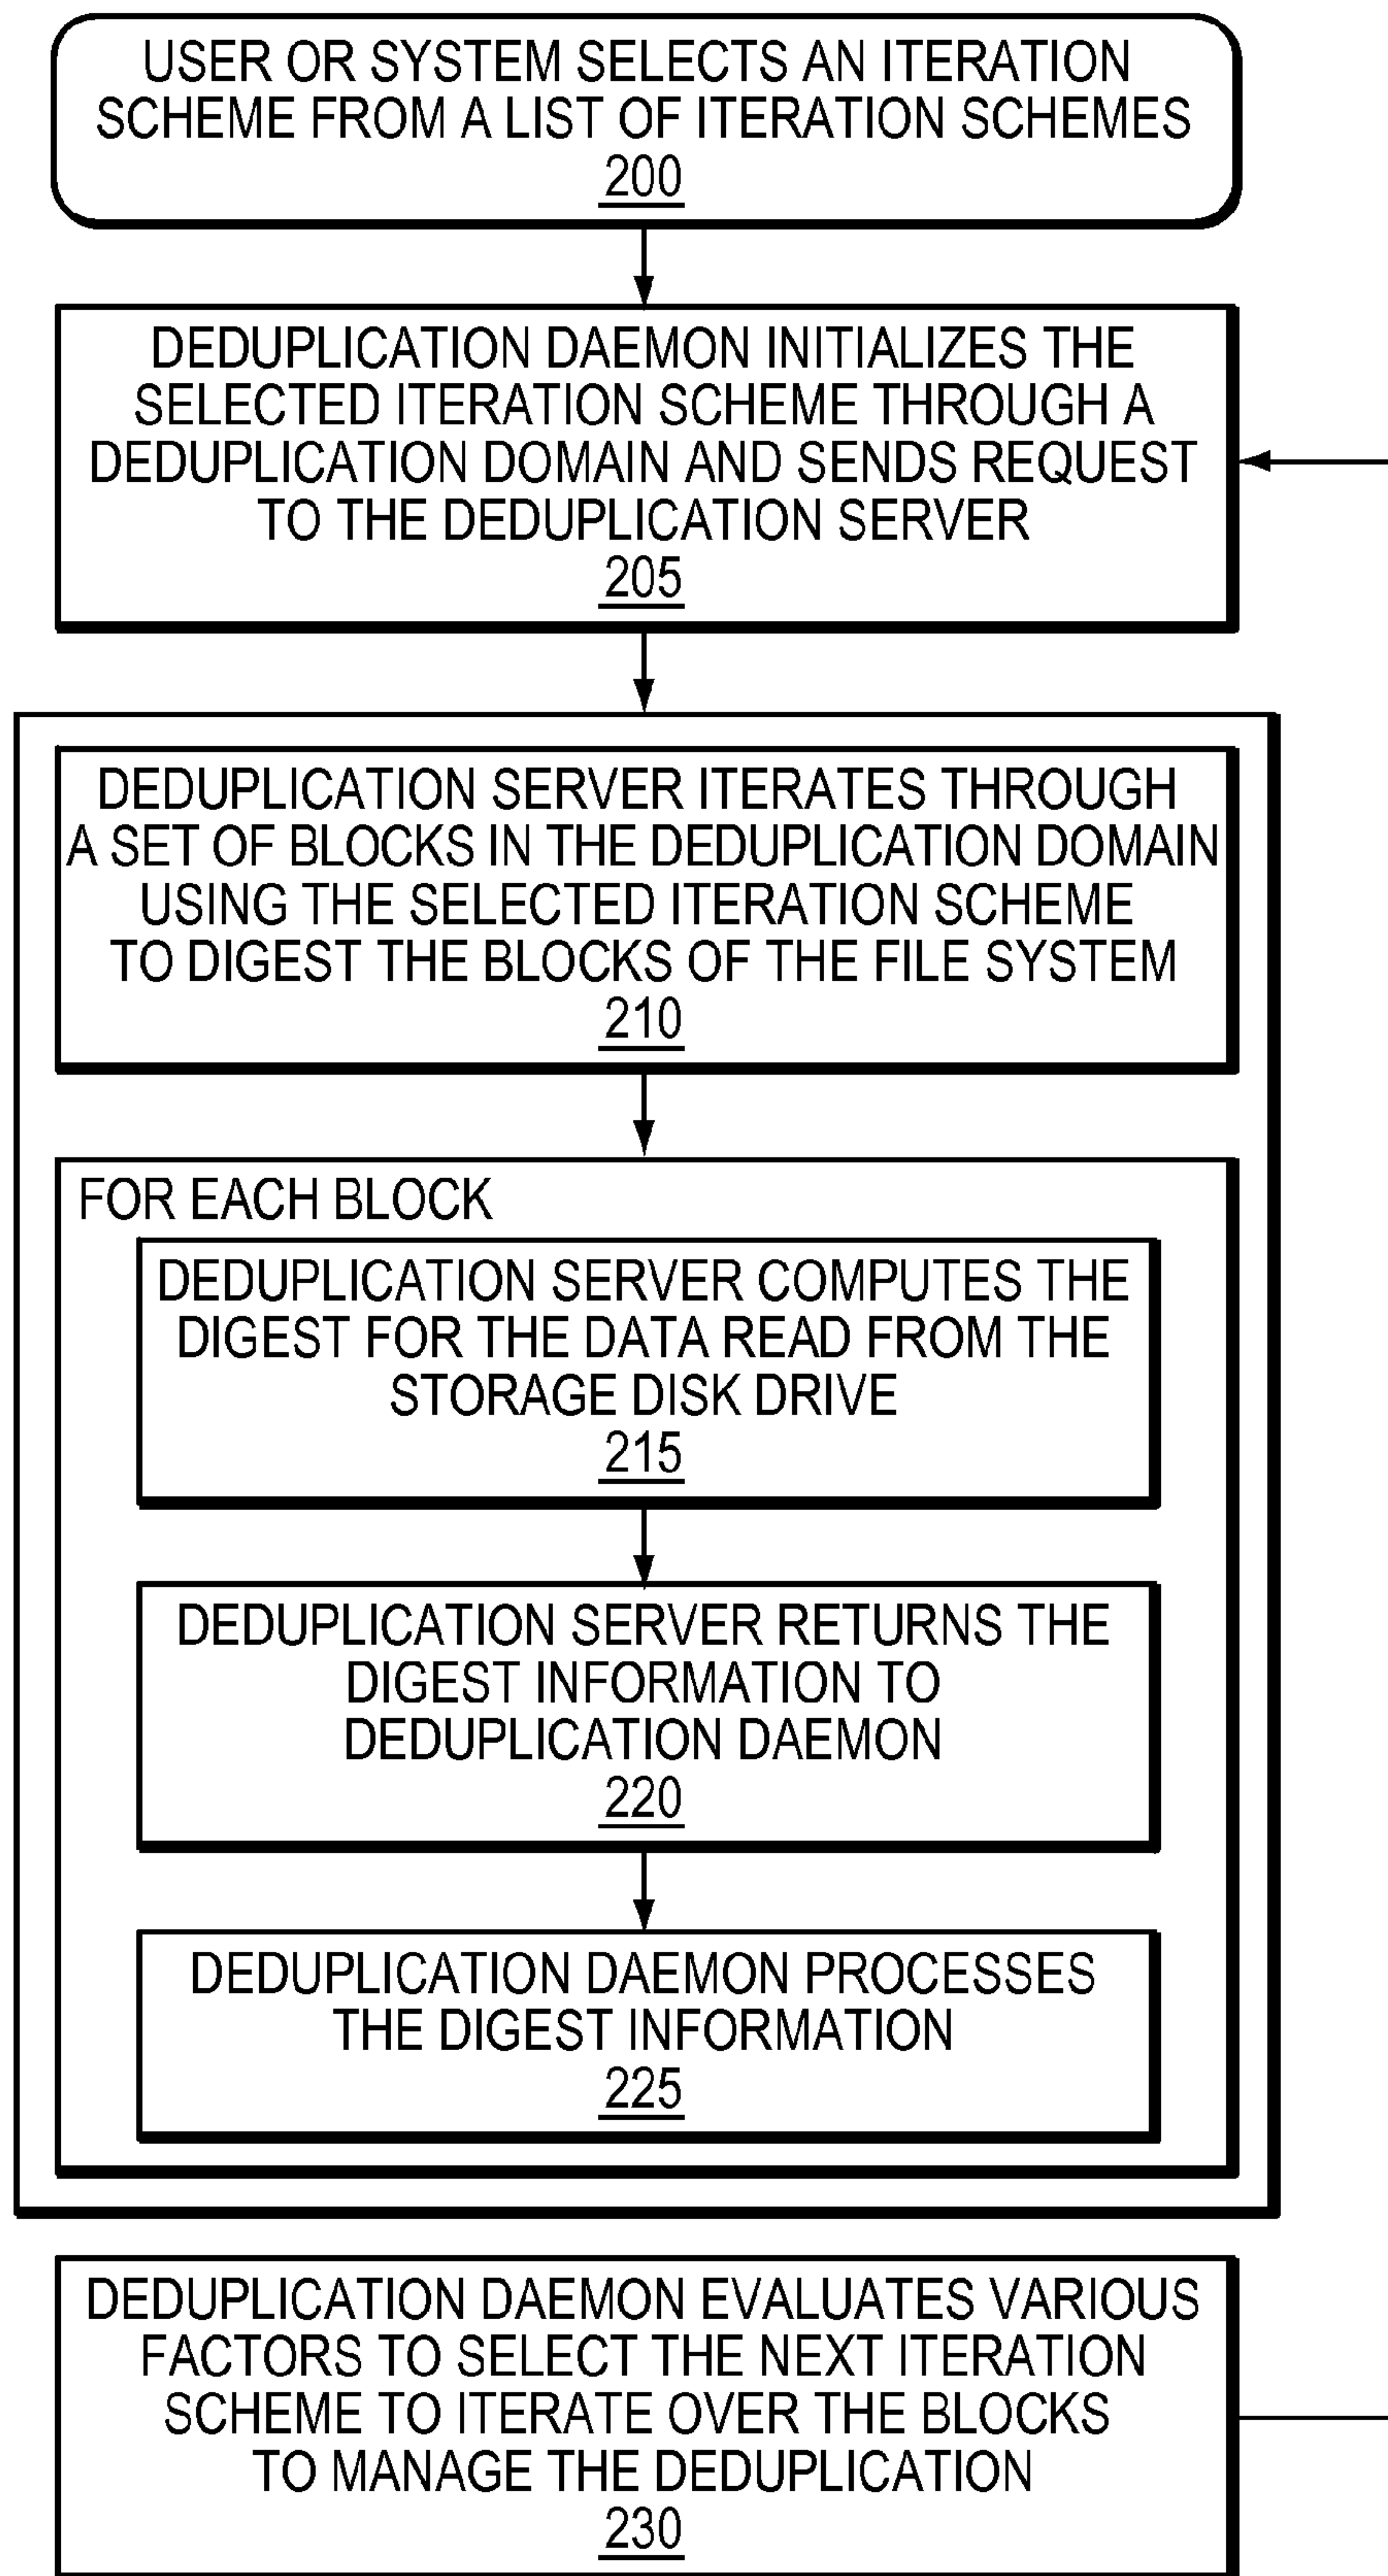 USER OR SYSTEM SELECTS AN ITERATION
SCHEME FROM A LIST OF ITERATION SCHEMES
200
DEDUPLICATION DAEMON INITIALIZES THE
SELECTED ITERATION SCHEME THROUGH A
DEDUPLICATION DOMAIN AND SENDS REQUEST
TO THE DEDUPLICATION SERVER
205
DEDUPLICATION SERVER ITERATES THROUGH
A SET OF BLOCKS IN THE DEDUPLICATION DOMAIN
USING THE SELECTED ITERATION SCHEME
TO DIGEST THE BLOCKS OF THE FILE SYSTEM
210
FOR EACH BLOCK
DEDUPLICATION SERVER COMPUTES THE
DIGEST FOR THE DATA READ FROM THE
STORAGE DISK DRIVE
215
DEDUPLICATION SERVER RETURNS THE
DIGEST INFORMATION TO
DEDUPLICATION DAEMON
220
DEDUPLICATION DAEMON PROCESSES
THE DIGEST INFORMATION
225
DEDUPLICATION DAEMON EVALUATES VARIOUS
FACTORS TO SELECT THE NEXT ITERATION
SCHEME TO ITERATE OVER THE BLOCKS
TO MANAGE THE DEDUPLICATION
230